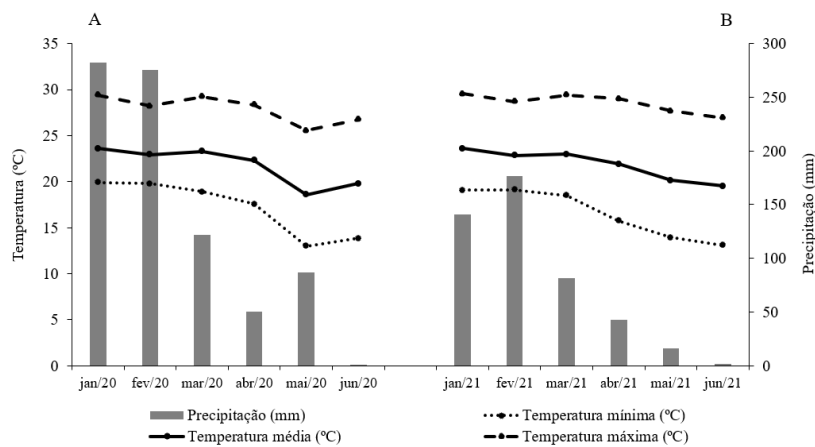 A
B
35
30
25
20
15
10
5
0
Temperatura (ºC)
300
250
200
150
100
50
0
Precipitação (mm)
jan/20 fev/20 mar/20 abr/20 mai/20 jun/20 jan/21 fev/21 mar/21 abr/21 mai/21 jun/21
Precipitação (mm) Temperatura mínima (ºC)
Temperatura média (ºC) Temperatura máxima (ºC)